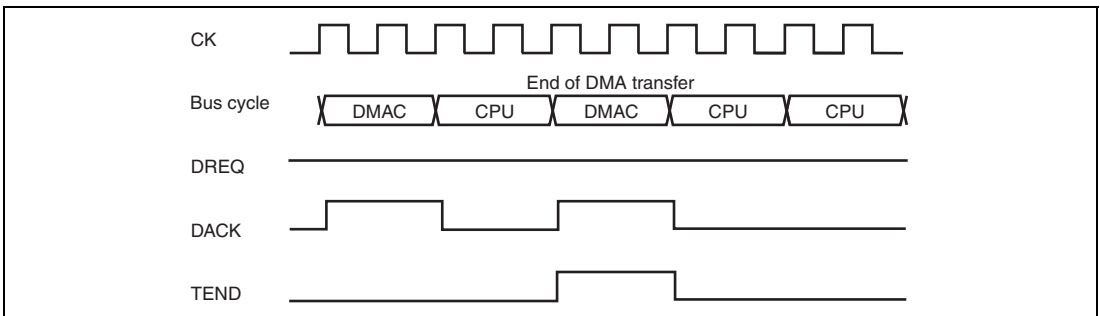 CK
End of DMA transfer
Bus cycle
DMAC CPU DMAC CPU CPU
DREQ
DACK
TEND